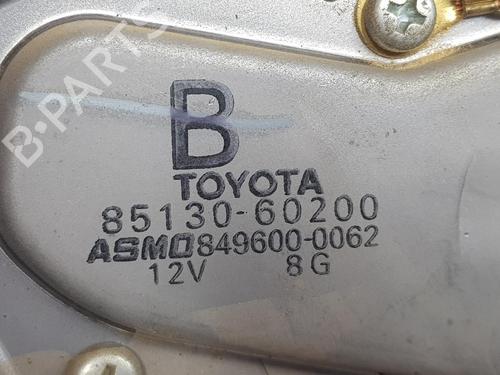 B-PARTS
B
TOYOTA
85130-60200
ASMO 849600-0062
12V 8G